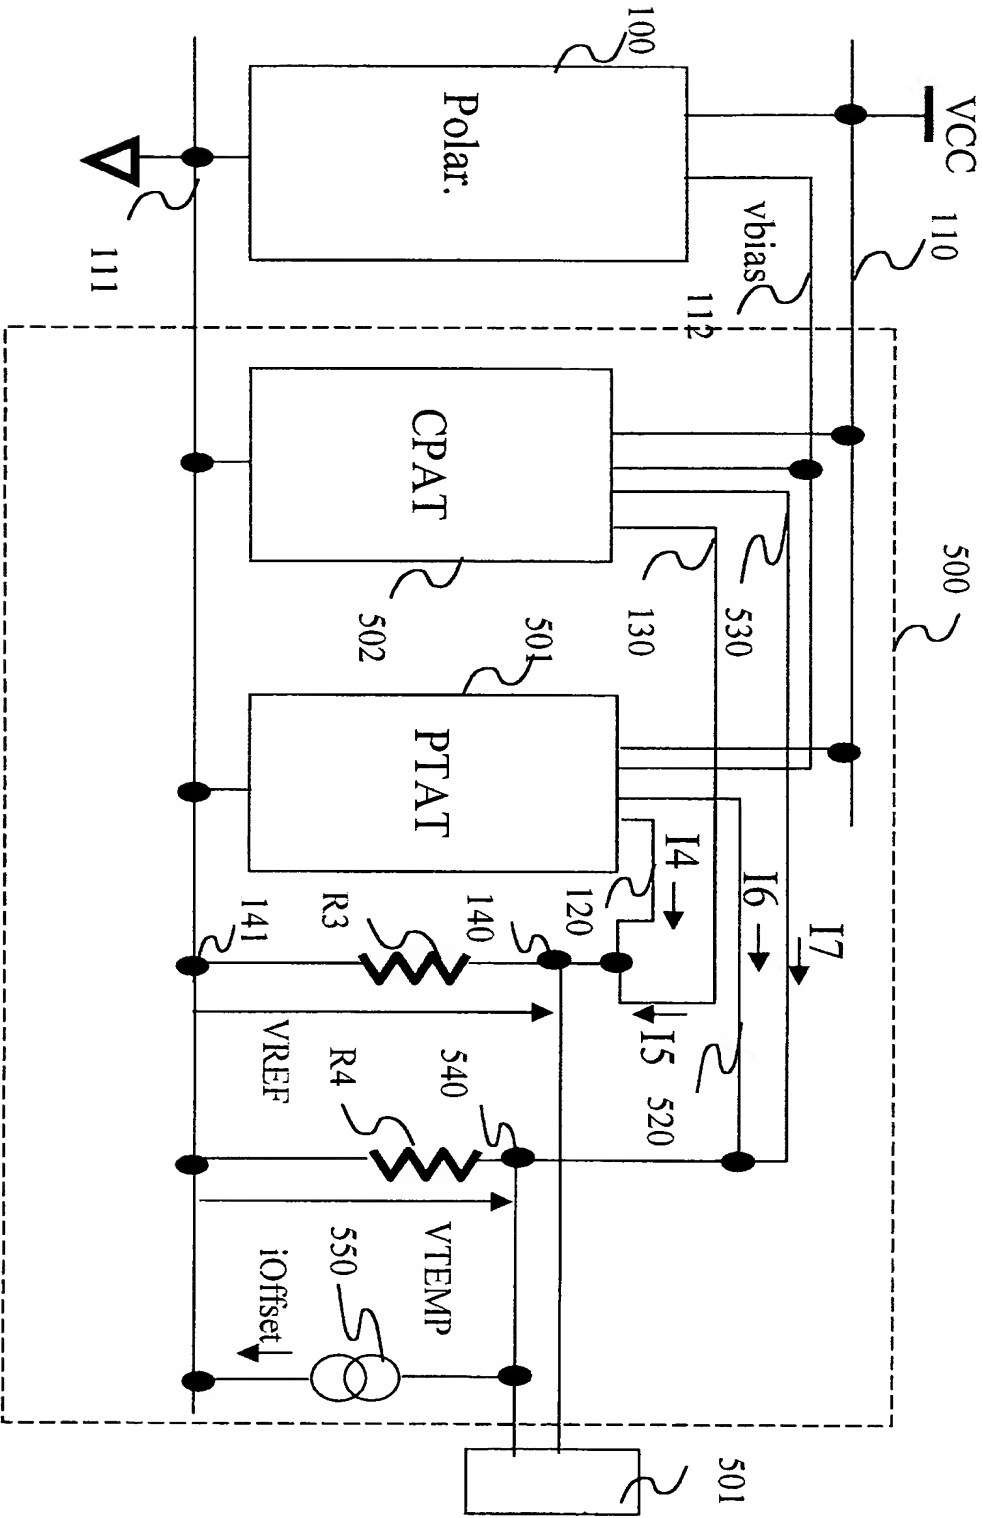 VCC
110
100
Polar.
vbias
112
111
500
CPAT
502
530
130
501
PTAT
I4
I6
I7
120
140
R3
141
I5
520
VREF
540
R4
VTEMP
550
iOffset
501